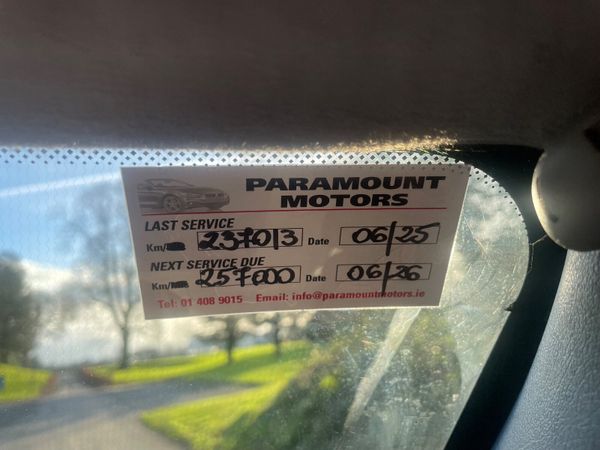 PARAMOUNT
MOTORS
LAST SERVICE
Km/ 237013 Date 06/25
NEXT SERVICE DUE
Km/ 257000 Date 06/26
Tel: 01 408 9015 Email: info@paramountmotors.ie